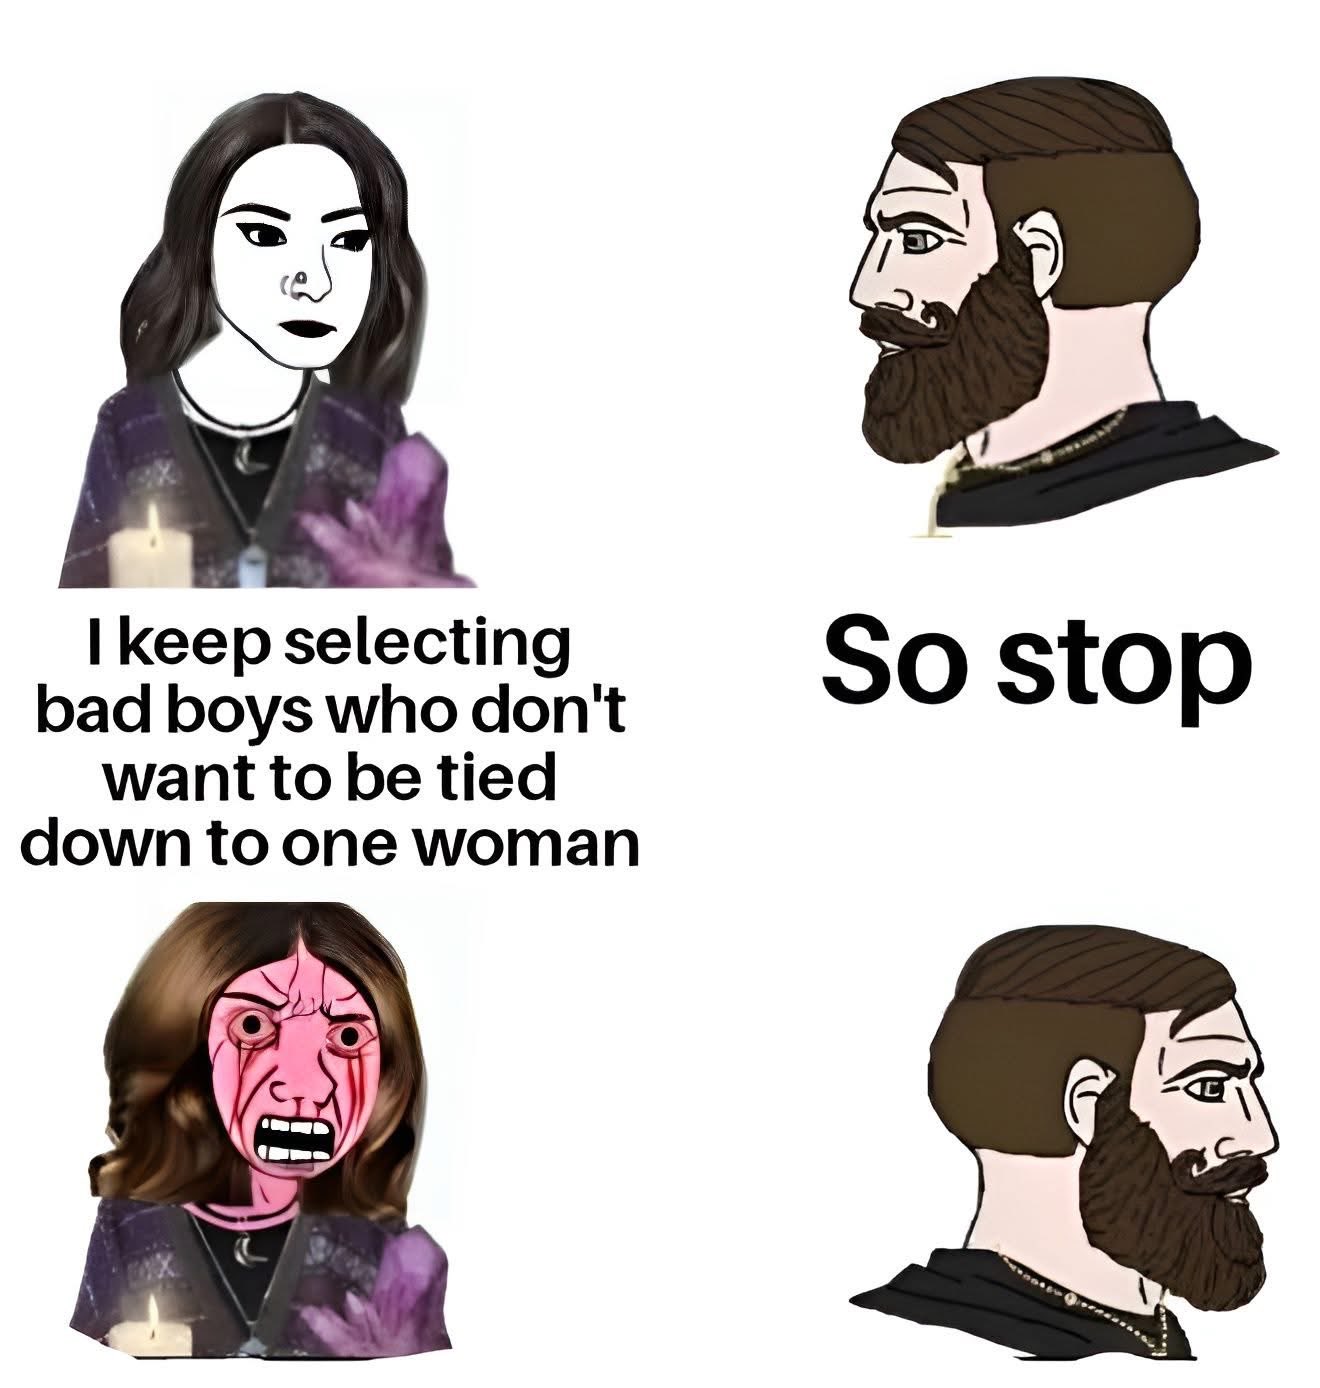 I keep selecting
bad boys who don't
want to be tied
down to one woman
So stop